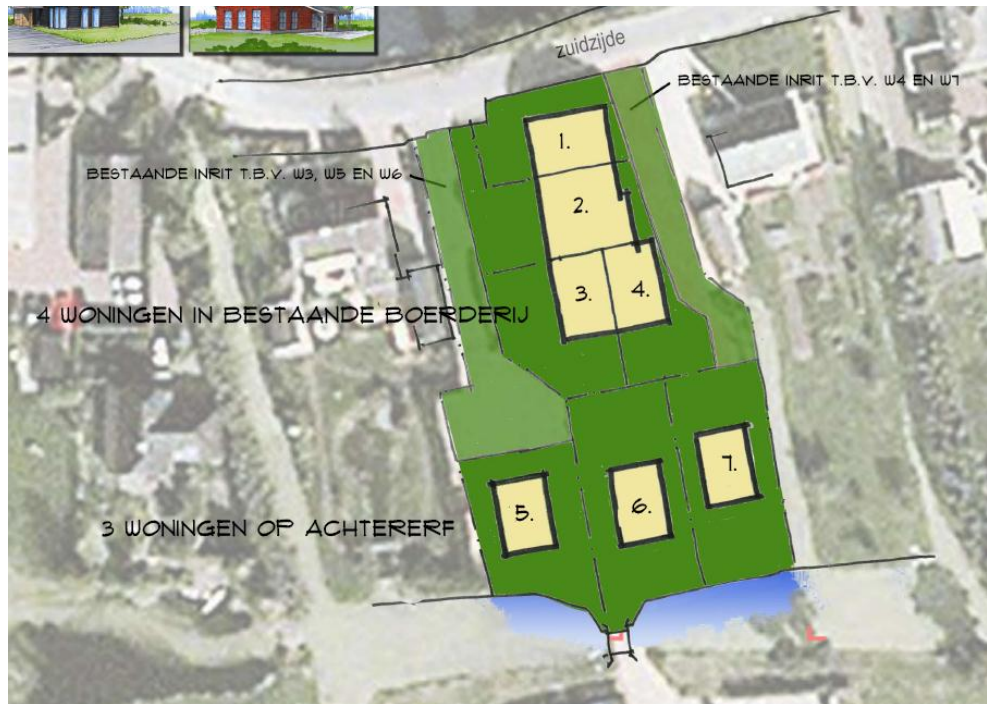 zuidzijde
BESTAANDE INRIT T.B.V. W4 EN W7
1.
BESTAANDE INRIT T.B.V. W3, W5 EN W6
2.
3.
4.
4 WONINGEN IN BESTAANDE BOERDERIJ
7.
5.
6.
3 WONINGEN OP ACHTERERF